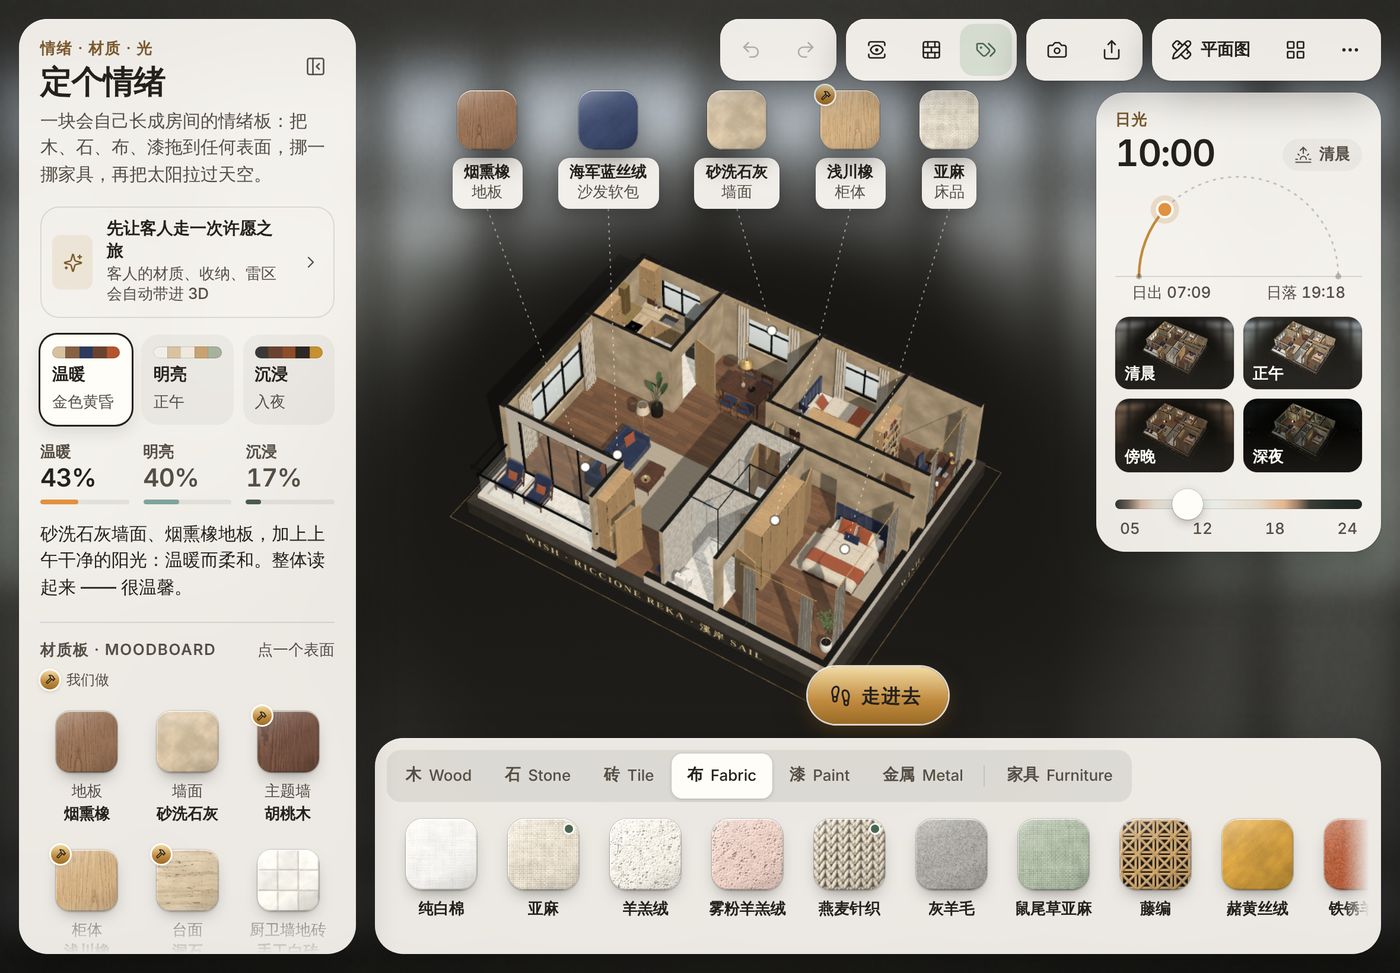 情绪 · 材质 · 光
定个情绪
一块会自己长成房间的情绪板：把
木、石、布、漆拖到任何表面，挪一
挪家具，再把太阳拉过天空。
先让客人走一次许愿之
旅
客人的材质、收纳、雷区
会自动带进 3D
温暖
金色黄昏
明亮
正午
沉浸
入夜
温暖
43%
明亮
40%
沉浸
17%
砂洗石灰墙面、烟熏橡地板，加上上
午干净的阳光：温暖而柔和。整体读
起来 —— 很温馨。
材质板 · MOODBOARD
点一个表面
我们做
地板
烟熏橡
墙面
砂洗石灰
主题墙
胡桃木
柜体
浅川橡
台面
洞石
厨卫墙地砖
手工白砖
平面图
烟熏橡
地板
海军蓝丝绒
沙发软包
砂洗石灰
墙面
浅川橡
柜体
亚麻
床品
WISH · RICCIONE REKA · 溪岸 SAIL
走进去
日光
10:00
清晨
日出 07:09
日落 19:18
清晨
正午
傍晚
深夜
05
12
18
24
木 Wood
石 Stone
砖 Tile
布 Fabric
漆 Paint
金属 Metal
家具 Furniture
纯白棉
亚麻
羊羔绒
雾粉羊羔绒
燕麦针织
灰羊毛
鼠尾草亚麻
藤编
赭黄丝绒
铁锈